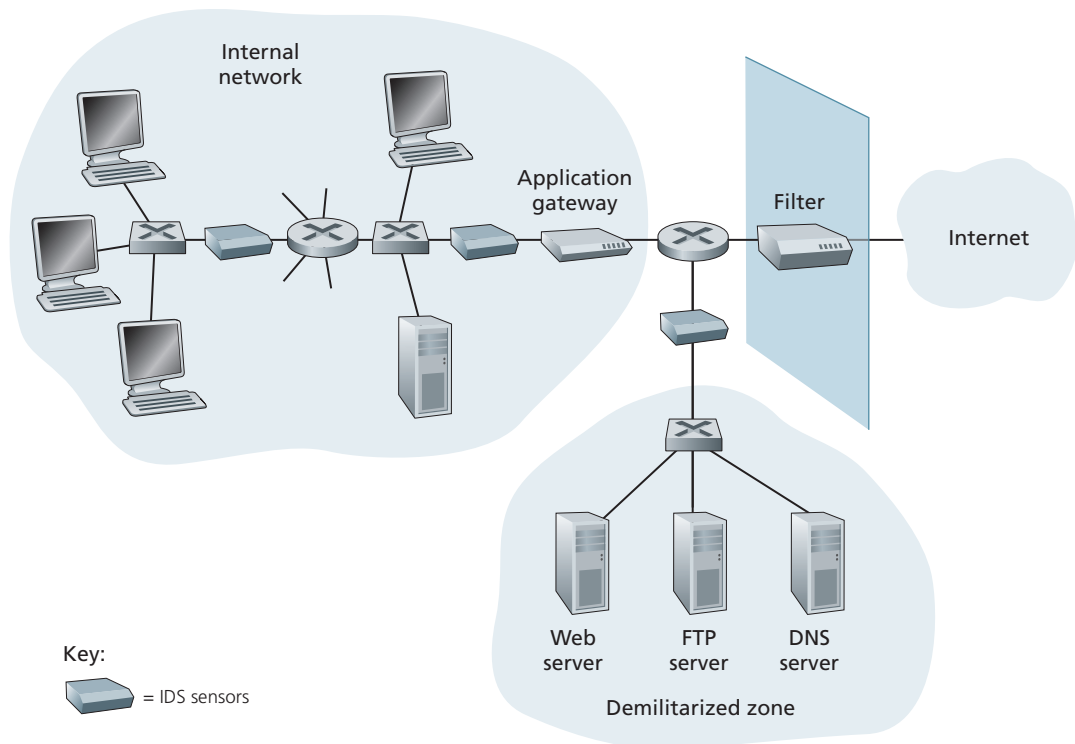 Internal
network
Application
gateway
Filter
Internet
Web
server
FTP
server
DNS
server
Demilitarized zone
Key:
= IDS sensors